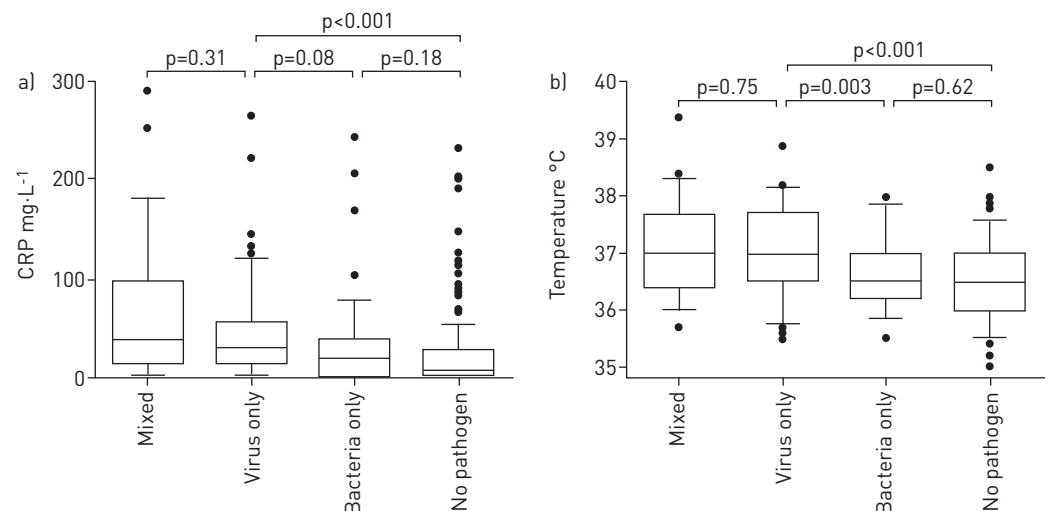 a)
CRP mg·L-1
p<0.001
p=0.31 p=0.08 p=0.18
300
200
100
0
Mixed
Virus only
Bacteria only
No pathogen
b)
Temperature °C
p<0.001
p=0.75 p=0.003 p=0.62
40
39
38
37
36
35
Mixed
Virus only
Bacteria only
No pathogen